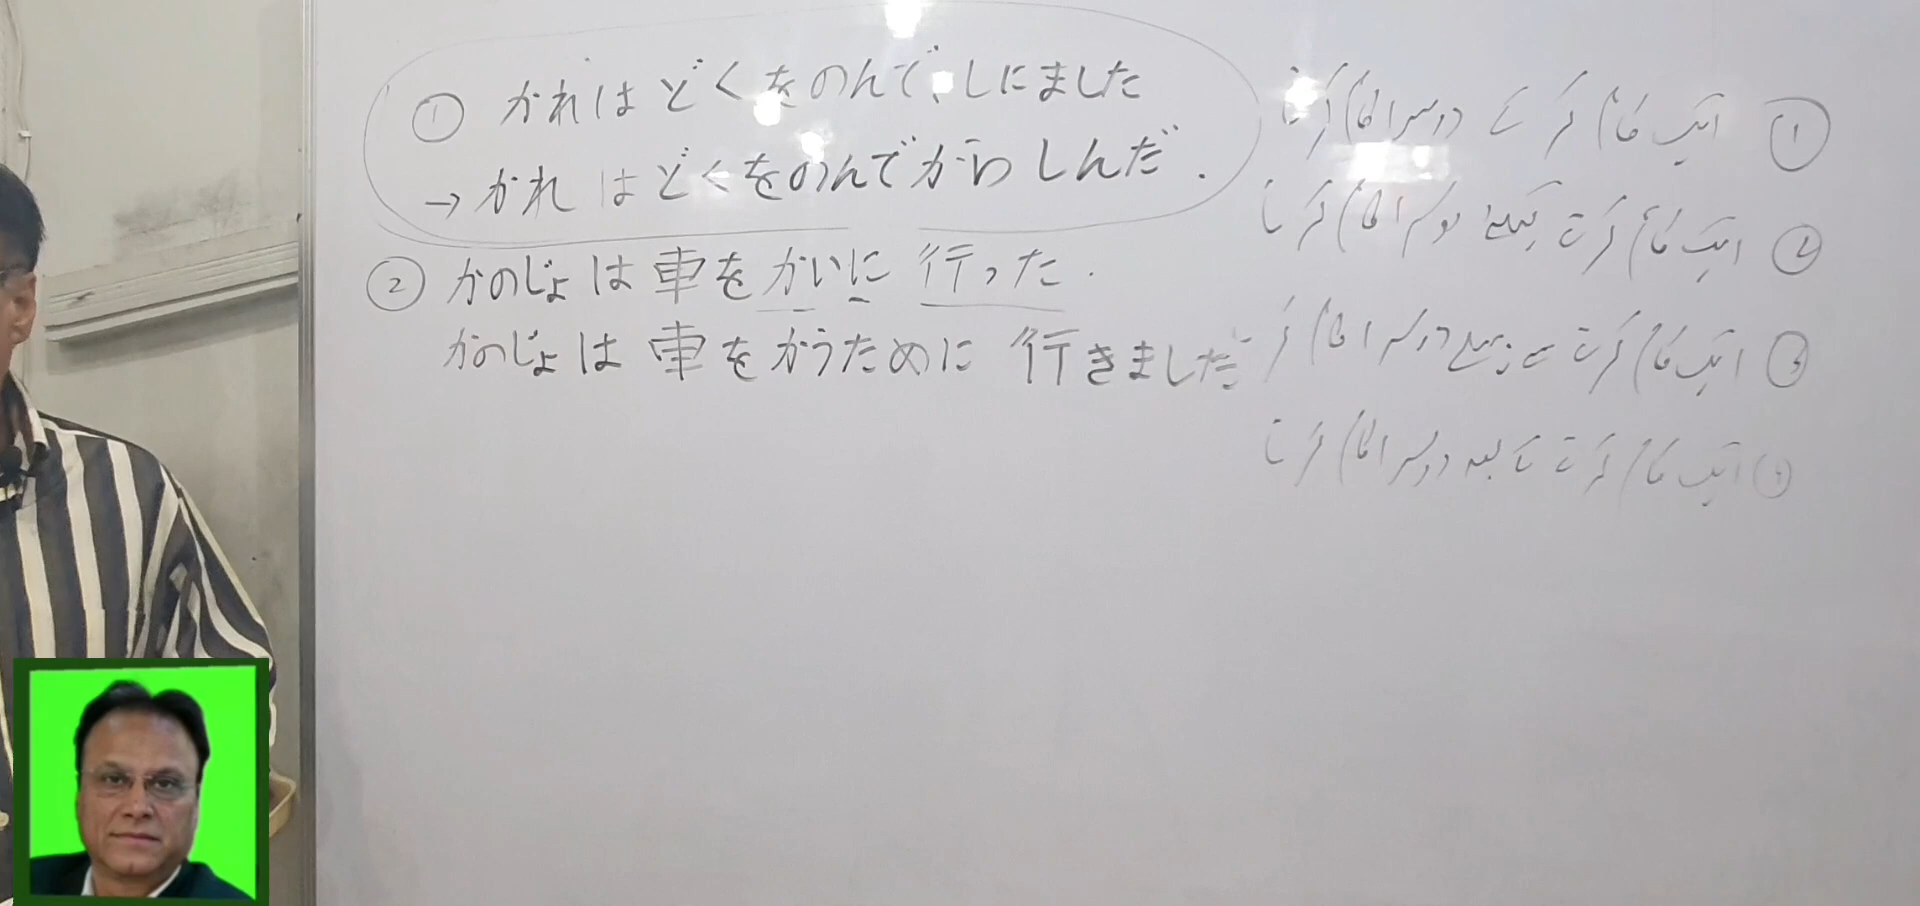 ① かれは どくをのんで、しにました
→ かれ は どくをのんでからしんだ.
② かのじょ は 車を かいに 行った.
かのじょは 車を かうために 行きました
ایک کام کر کے دوسرا کام کرنا ①
ایک کام کرنے کیلئے دوسرا کام کرنا ②
ایک کام کرنے سے پہلے دوسرا کام کر ③
ایک کام کرنے کے بعد دوسرا کام کرنا ④